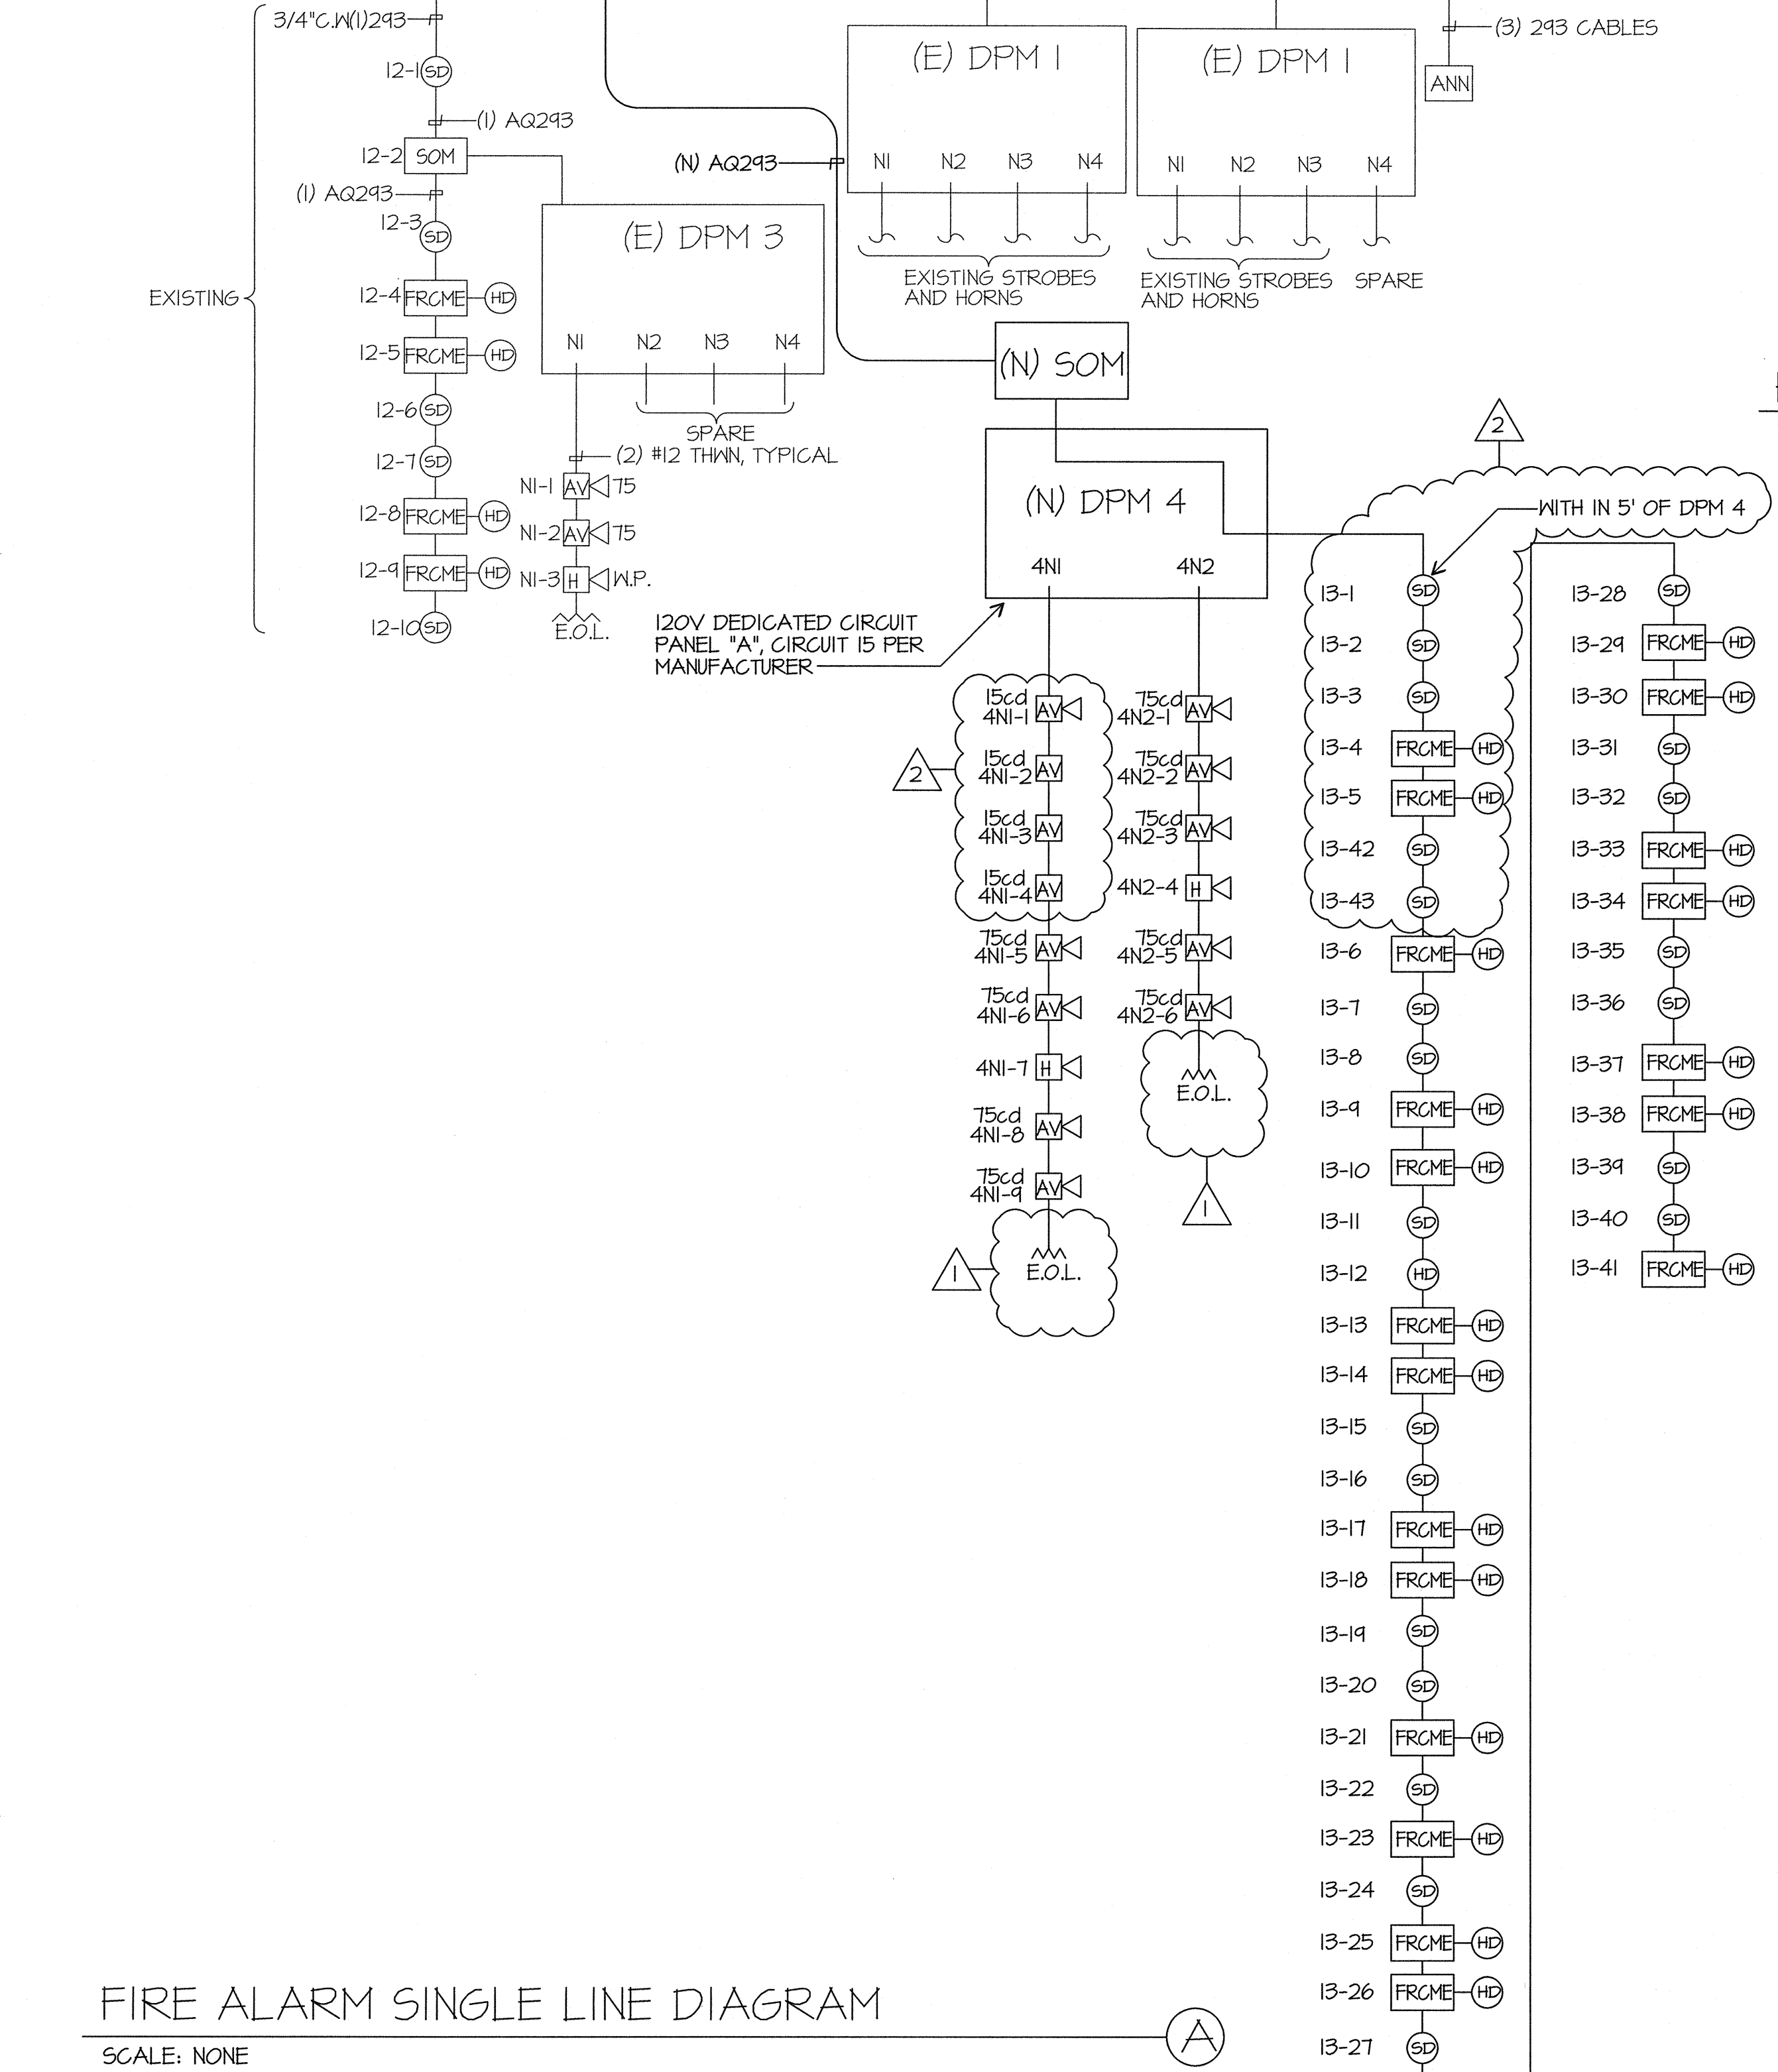 3/4"C.W(1)293
12-1 SD
(1) AQ293
12-2 SOM
(1) AQ293
12-3
SD
EXISTING
12-4 FRCME HD
12-5 FRCME HD
12-6 SD
12-7 SD
12-8 FRCME HD
12-9 FRCME HD
12-10 SD
(E) DPM 3
N1 N2 N3 N4
SPARE
(2) #12 THWN, TYPICAL
N1-1 AV 75
N1-2 AV 75
N1-3 H W.P.
E.O.L.
(N) AQ293
(E) DPM 1
N1 N2 N3 N4
EXISTING STROBES
AND HORNS
(E) DPM 1
N1 N2 N3 N4
EXISTING STROBES
AND HORNS
SPARE
(3) 293 CABLES
ANN
(N) SOM
(N) DPM 4
4N1 4N2
120V DEDICATED CIRCUIT
PANEL "A", CIRCUIT 15 PER
MANUFACTURER
2
15cd
4N1-1 AV
15cd
4N1-2 AV
15cd
4N1-3 AV
15cd
4N1-4 AV
75cd
4N1-5 AV
75cd
4N1-6 AV
4N1-7 H
75cd
4N1-8 AV
75cd
4N1-9 AV
E.O.L.
1
75cd
4N2-1 AV
75cd
4N2-2 AV
75cd
4N2-3 AV
4N2-4 H
75cd
4N2-5 AV
75cd
4N2-6 AV
E.O.L.
1
2
WITH IN 5' OF DPM 4
13-1 SD
13-2 SD
13-3 SD
13-4 FRCME HD
13-5 FRCME HD
13-42 SD
13-43 SD
13-6 FRCME HD
13-7 SD
13-8 SD
13-9 FRCME HD
13-10 FRCME HD
13-11 SD
13-12 HD
13-13 FRCME HD
13-14 FRCME HD
13-15 SD
13-16 SD
13-17 FRCME HD
13-18 FRCME HD
13-19 SD
13-20 SD
13-21 FRCME HD
13-22 SD
13-23 FRCME HD
13-24 SD
13-25 FRCME HD
13-26 FRCME HD
13-27 SD
13-28 SD
13-29 FRCME HD
13-30 FRCME HD
13-31 SD
13-32 SD
13-33 FRCME HD
13-34 FRCME HD
13-35 SD
13-36 SD
13-37 FRCME HD
13-38 FRCME HD
13-39 SD
13-40 SD
13-41 FRCME HD
FIRE ALARM SINGLE LINE DIAGRAM
A
SCALE: NONE